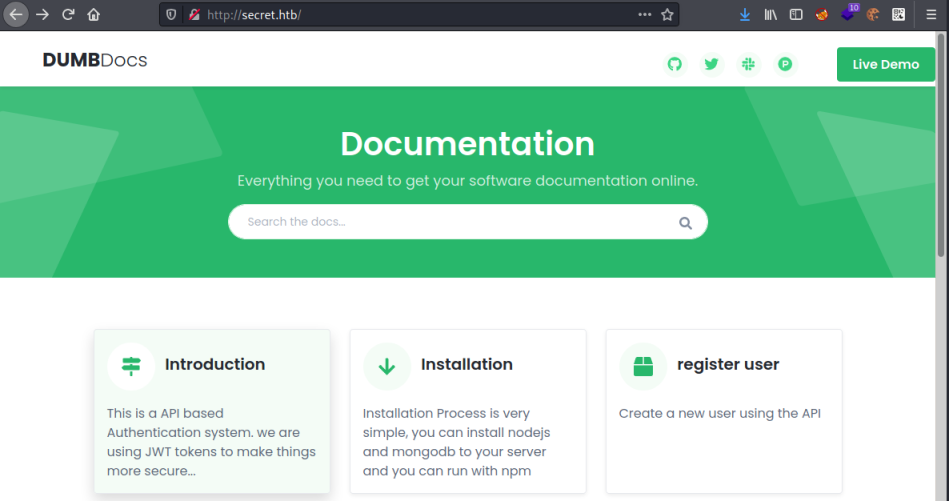 http://secret.htb/
10
DUMBDocs
Live Demo
Documentation
Everything you need to get your software documentation online.
Search the docs...
Introduction
This is a API based
Authentication system. we are
using JWT tokens to make things
more secure...
Installation
Installation Process is very
simple, you can install nodejs
and mongodb to your server
and you can run with npm
register user
Create a new user using the API